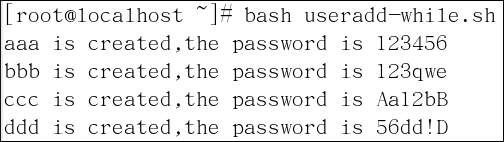 [root@localhost ~]# bash useradd-while.sh
aaa is created,the password is 123456
bbb is created,the password is 123qwe
ccc is created,the password is Aa12bB
ddd is created,the password is 56dd!D